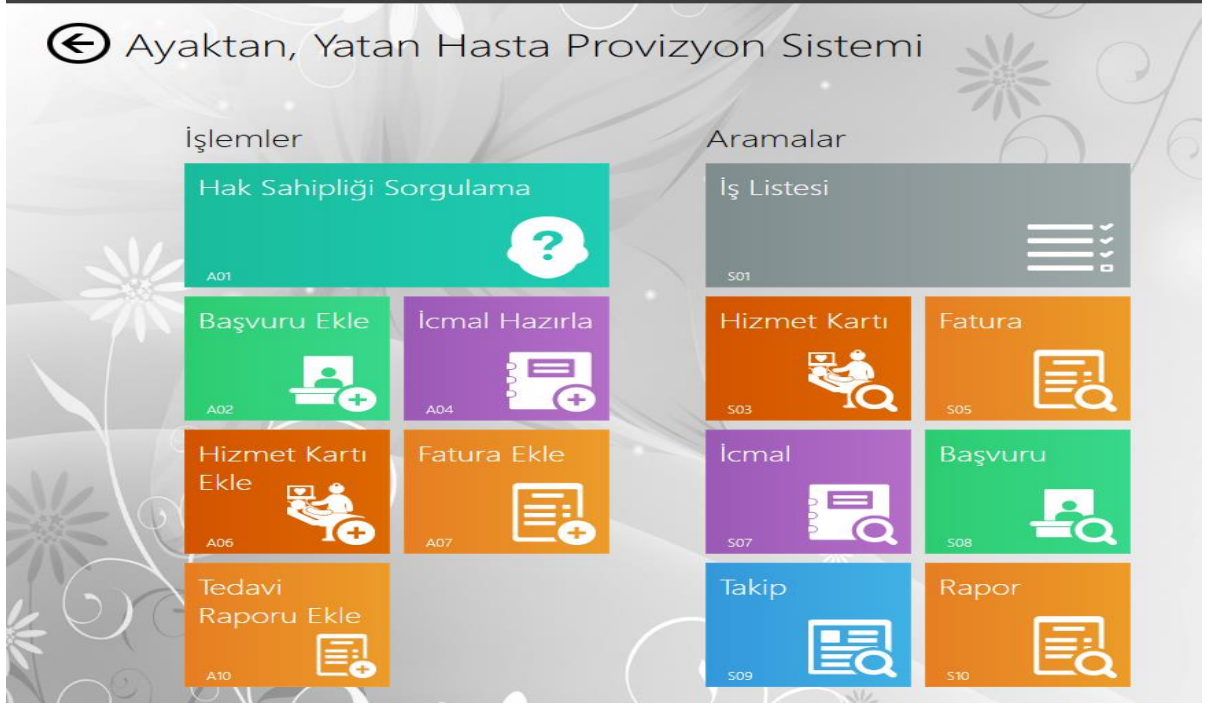 Ayaktan, Yatan Hasta Provizyon Sistemi
İşlemler
Hak Sahipliği Sorgulama
A01
Başvuru Ekle
A02
İcmal Hazırla
A04
Hizmet Kartı
Ekle
A06
Fatura Ekle
A07
Tedavi
Raporu Ekle
A10
Aramalar
İş Listesi
S01
Hizmet Kartı
S03
Fatura
S05
İcmal
S07
Başvuru
S08
Takip
S09
Rapor
S10